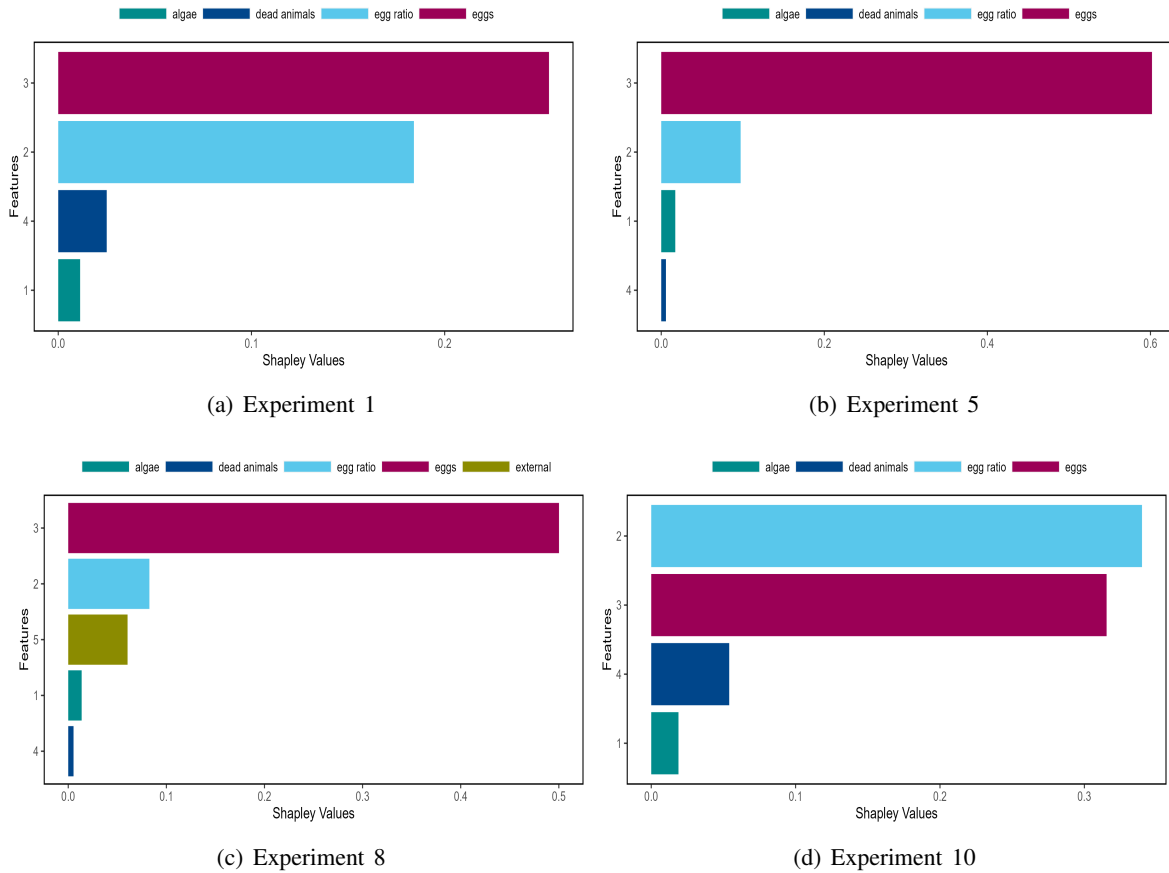 algae dead animals egg ratio eggs
3
2
4
1
Features
0.0 0.1 0.2
Shapley Values
(a) Experiment 1
algae dead animals egg ratio eggs
3
2
1
4
Features
0.0 0.2 0.4 0.6
Shapley Values
(b) Experiment 5
algae dead animals egg ratio eggs external
3
2
5
1
4
Features
0.0 0.1 0.2 0.3 0.4 0.5
Shapley Values
(c) Experiment 8
algae dead animals egg ratio eggs
2
3
4
1
Features
0.0 0.1 0.2 0.3
Shapley Values
(d) Experiment 10